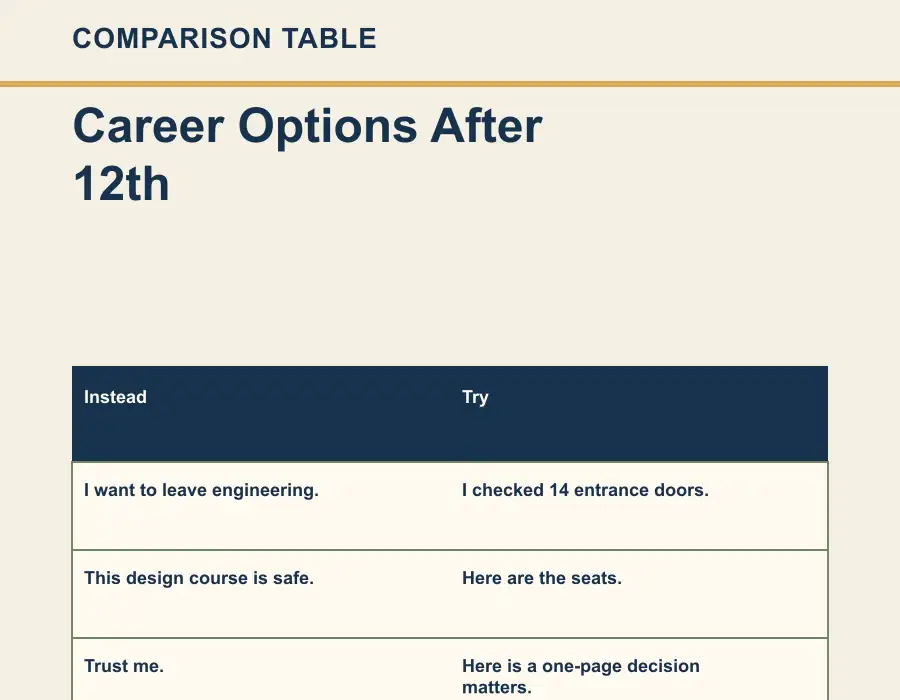 COMPARISON TABLE
Career Options After
12th
Instead
Try
I want to leave engineering.
I checked 14 entrance doors.
This design course is safe.
Here are the seats.
Trust me.
Here is a one-page decision
matters.